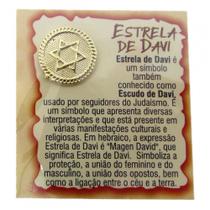 ESTRELA
DE DAVI
Estrela de Davi é
um símbolo
também
conhecido como
Escudo de Davi,
usado por seguidores do Judaísmo. É
um símbolo que apresenta diversas
interpretações e que está presente em
várias manifestações culturais e
religiosas. Em hebraico, a expressão
Estrela de Davi é "Magen David", que
significa Estrela de Davi. Simboliza a
proteção, a união do feminino e do
masculino, a união dos opostos, bem
como a ligação entre o céu e a terra.